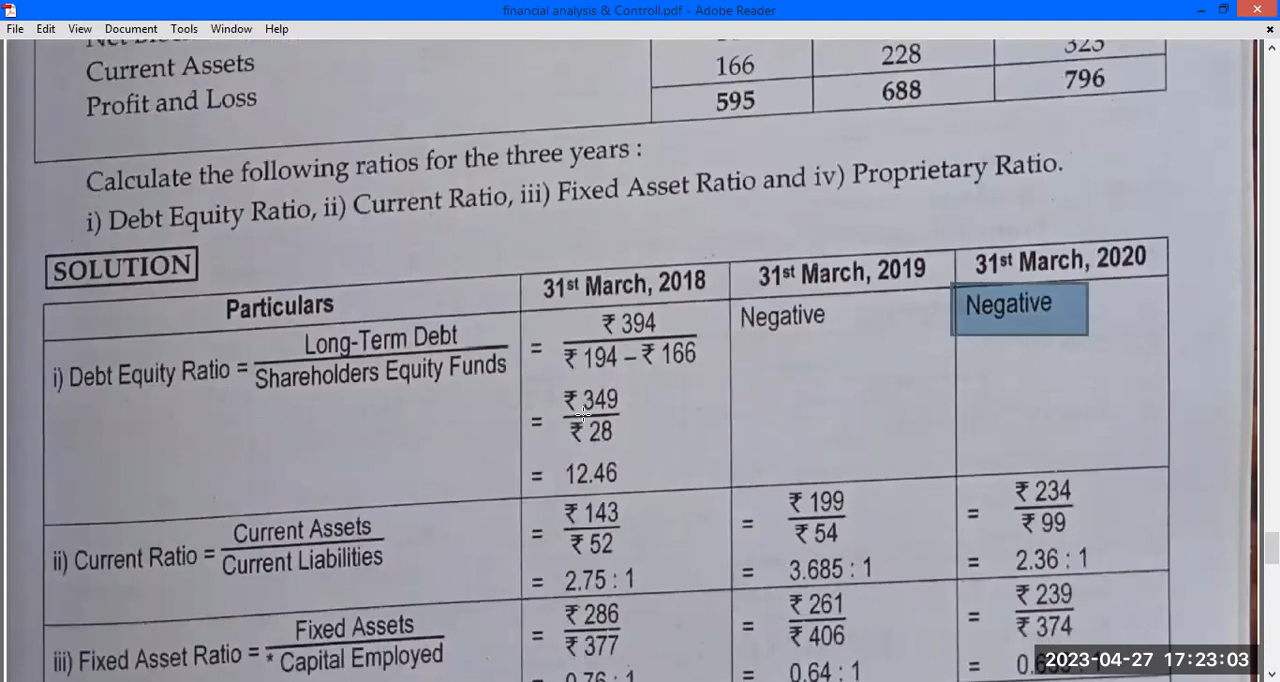 financial analysis & Controll.pdf - Adobe Reader
File Edit View Document Tools Window Help
323
Current Assets 166 228
Profit and Loss 595 688 796
Calculate the following ratios for the three years :
i) Debt Equity Ratio, ii) Current Ratio, iii) Fixed Asset Ratio and iv) Proprietary Ratio.
SOLUTION
Particulars 31st March, 2018 31st March, 2019 31st March, 2020
i) Debt Equity Ratio = Long-Term Debt / Shareholders Equity Funds = ₹ 394 / ₹ 194 – ₹ 166 Negative Negative
= ₹ 349 / ₹ 28
= 12.46
ii) Current Ratio = Current Assets / Current Liabilities = ₹ 143 / ₹ 52 = ₹ 199 / ₹ 54 = ₹ 234 / ₹ 99
= 2.75 : 1 = 3.685 : 1 = 2.36 : 1
iii) Fixed Asset Ratio = Fixed Assets / * Capital Employed = ₹ 286 / ₹ 377 = ₹ 261 / ₹ 406 = ₹ 239 / ₹ 374
= 0.76 : 1 = 0.64 : 1 =
2023-04-27 17:23:03